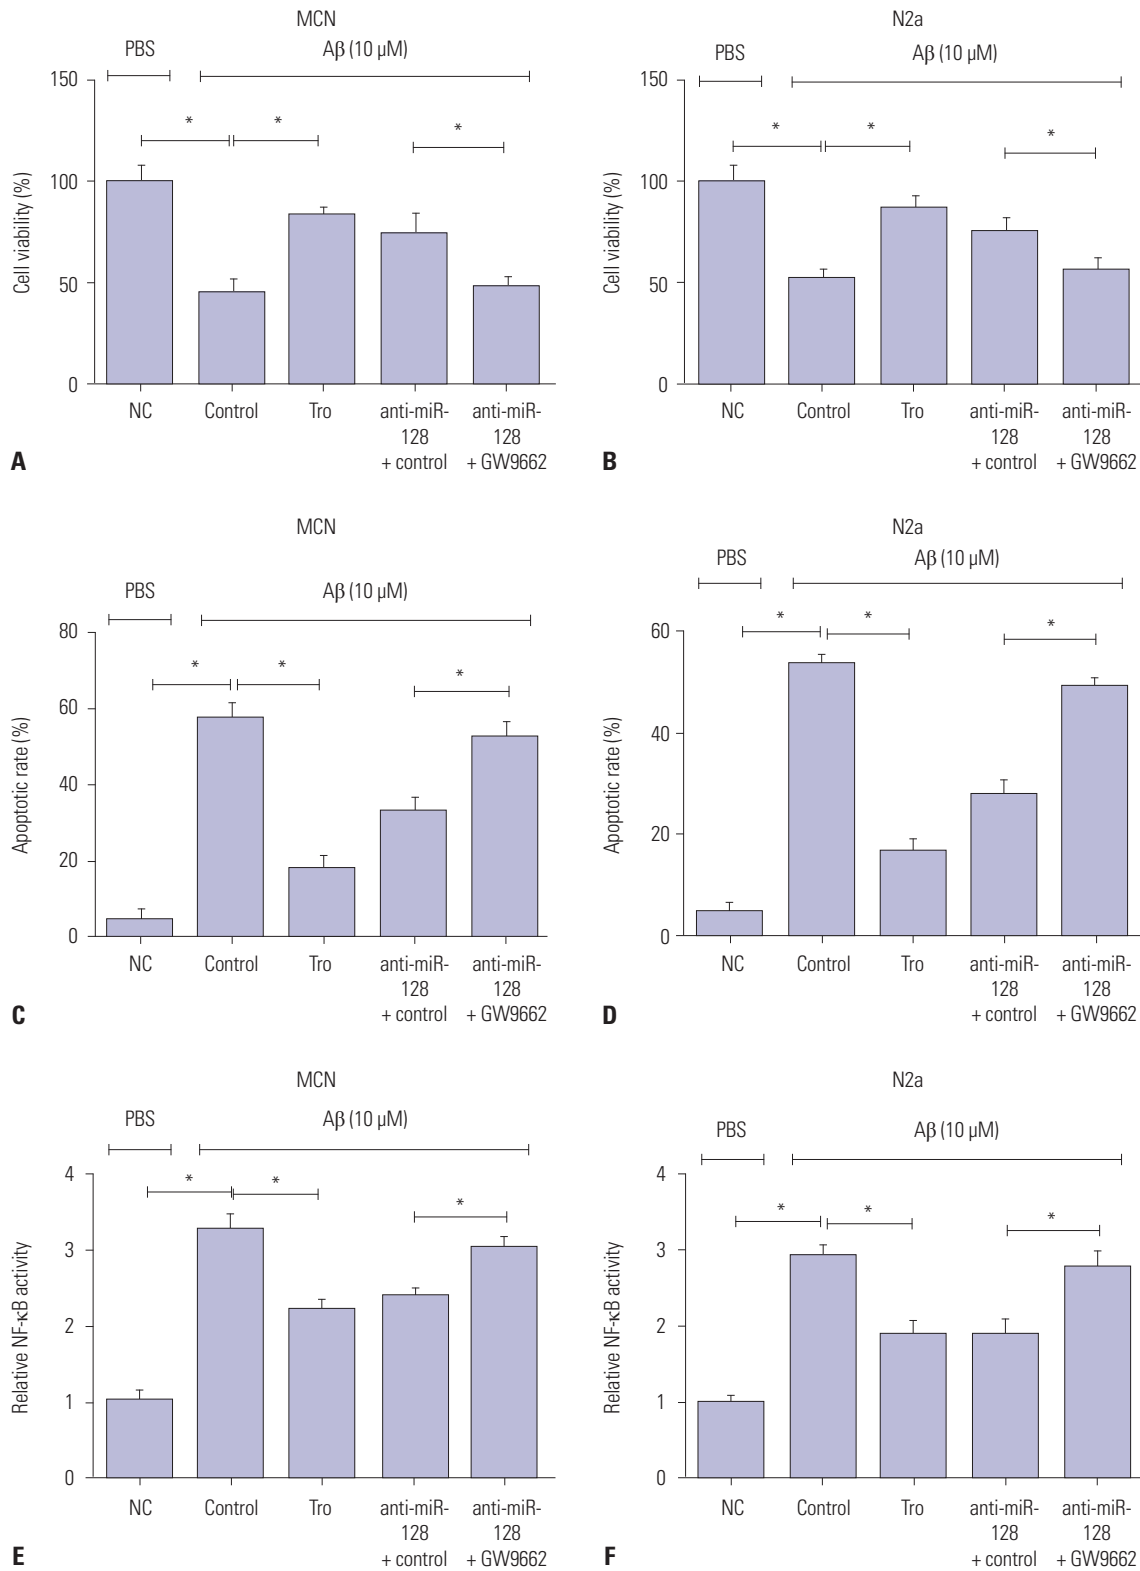 MCN
PBS
Aβ (10 µM)
150
100
50
0
Cell viability (%)
*
*
*
NC
Control
Tro
anti-miR-
128
+ control
anti-miR-
128
+ GW9662
A
N2a
PBS
Aβ (10 µM)
150
100
50
0
Cell viability (%)
*
*
*
NC
Control
Tro
anti-miR-
128
+ control
anti-miR-
128
+ GW9662
B
MCN
PBS
Aβ (10 µM)
80
60
40
20
0
Apoptotic rate (%)
*
*
*
NC
Control
Tro
anti-miR-
128
+ control
anti-miR-
128
+ GW9662
C
N2a
PBS
Aβ (10 µM)
60
40
20
0
Apoptotic rate (%)
*
*
*
NC
Control
Tro
anti-miR-
128
+ control
anti-miR-
128
+ GW9662
D
MCN
PBS
Aβ (10 µM)
4
3
2
1
0
Relative NF-κB activity
*
*
*
NC
Control
Tro
anti-miR-
128
+ control
anti-miR-
128
+ GW9662
E
N2a
PBS
Aβ (10 µM)
4
3
2
1
0
Relative NF-κB activity
*
*
*
NC
Control
Tro
anti-miR-
128
+ control
anti-miR-
128
+ GW9662
F